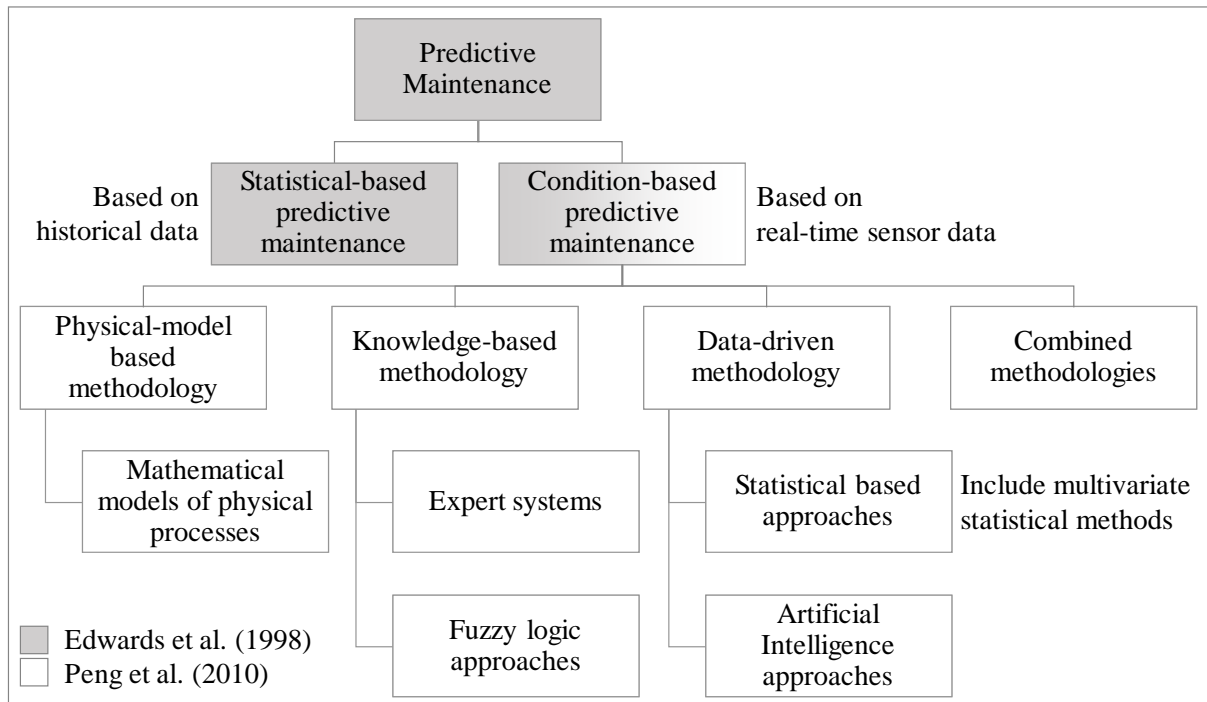 Predictive
Maintenance
Based on
historical data
Statistical-based
predictive
maintenance
Condition-based
predictive
maintenance
Based on
real-time sensor data
Physical-model
based
methodology
Knowledge-based
methodology
Data-driven
methodology
Combined
methodologies
Mathematical
models of physical
processes
Expert systems
Statistical based
approaches
Include multivariate
statistical methods
Fuzzy logic
approaches
Artificial
Intelligence
approaches
Edwards et al. (1998)
Peng et al. (2010)